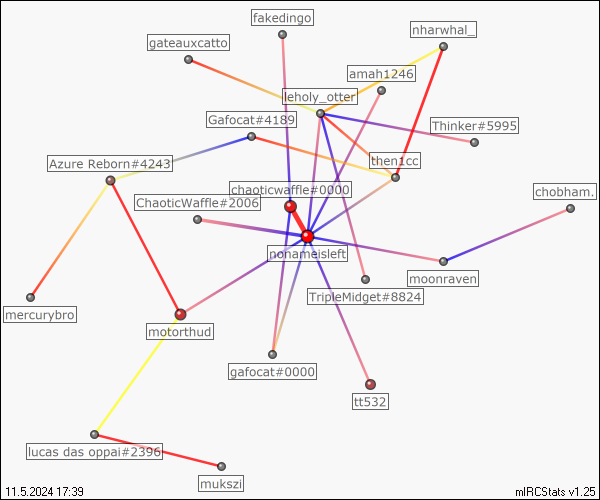 fakedingo
nharwhal_
gateauxcatto
amah1246
leholy_otter
Gafocat#4189
Thinker#5995
then1cc
Azure Reborn#4243
chaoticwaffle#0000
chobham.
ChaoticWaffle#2006
nonameisleft
moonraven
TripleMidget#8824
mercurybro
motorthud
gafocat#0000
tt532
lucas das oppai#2396
mukszi
11.5.2024 17:39
mIRCStats v1.25